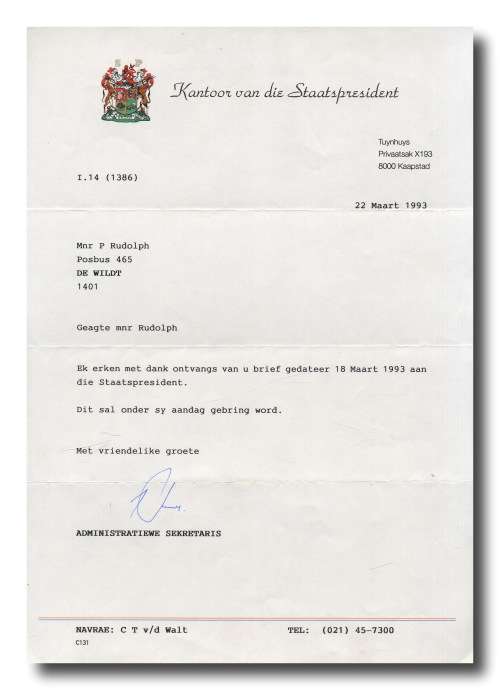 S P
Kantoor van die Staatspresident
Tuynhuys
Privaatsak X193
8000 Kaapstad
I.14 (1386)
22 Maart 1993
Mnr P Rudolph
Posbus 465
DE WILDT
1401
Geagte mnr Rudolph
Ek erken met dank ontvangs van u brief gedateer 18 Maart 1993 aan
die Staatspresident.
Dit sal onder sy aandag gebring word.
Met vriendelike groete
ADMINISTRATIEWE SEKRETARIS
NAVRAE: C T v/d Walt TEL: (021) 45-7300
C131